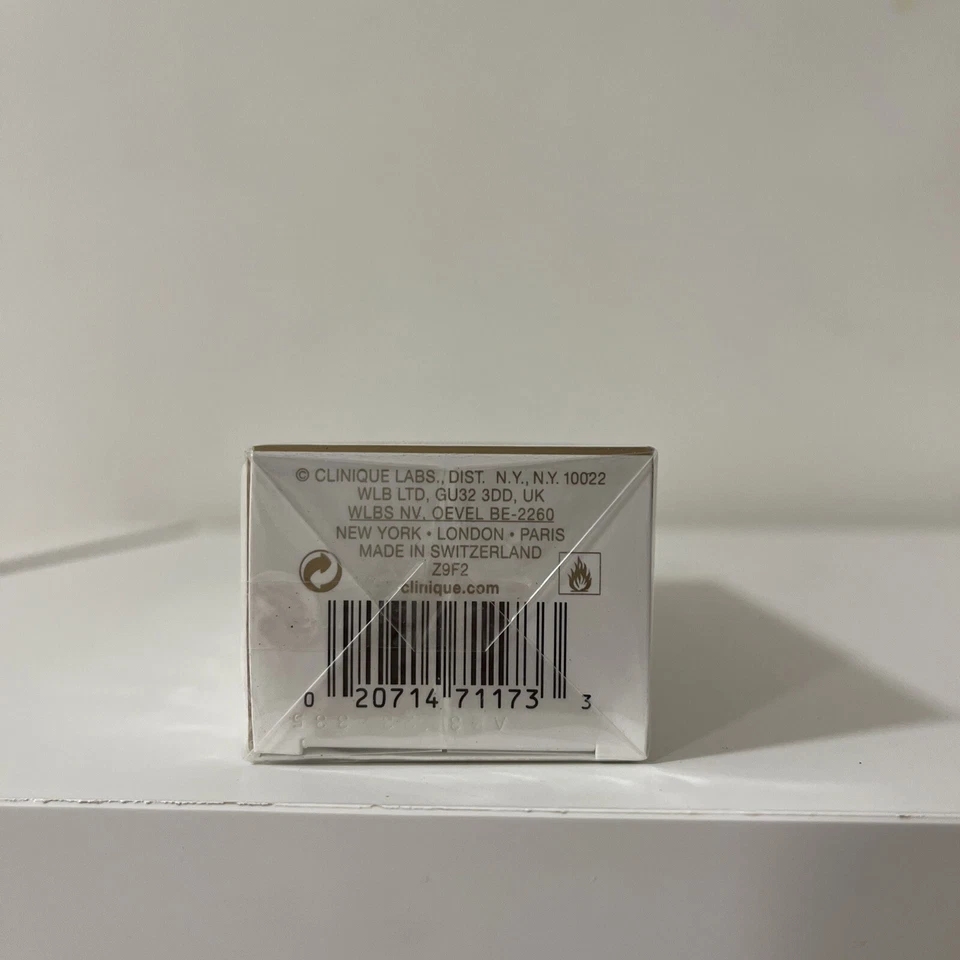 © CLINIQUE LABS., DIST. N.Y., N.Y. 10022
WLB LTD, GU32 3DD, UK
WLBS NV, OEVEL BE-2260
NEW YORK • LONDON • PARIS
MADE IN SWITZERLAND
Z9F2
clinique.com
0 20714 71173 3